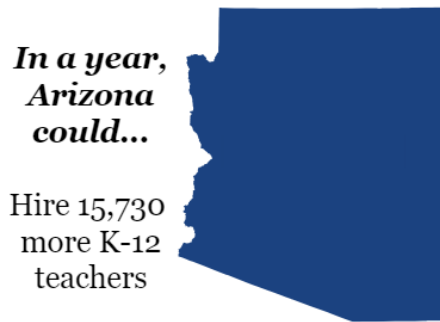 In a year,
Arizona
could...
Hire 15,730
more K-12
teachers